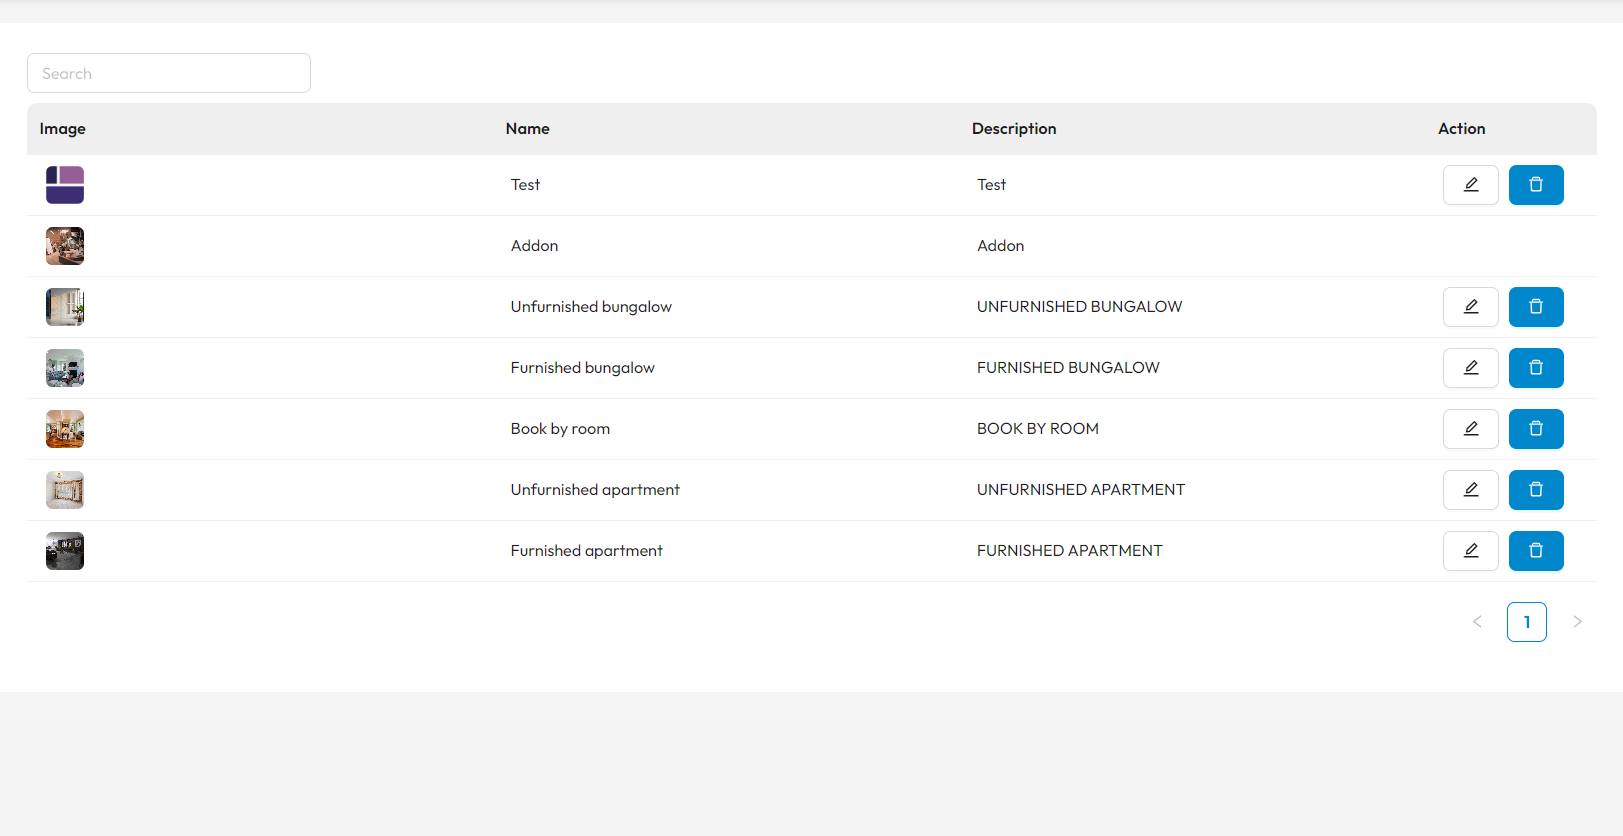 Search
Image Name Description Action
Test Test
Addon Addon
Unfurnished bungalow UNFURNISHED BUNGALOW
Furnished bungalow FURNISHED BUNGALOW
Book by room BOOK BY ROOM
Unfurnished apartment UNFURNISHED APARTMENT
Furnished apartment FURNISHED APARTMENT
1